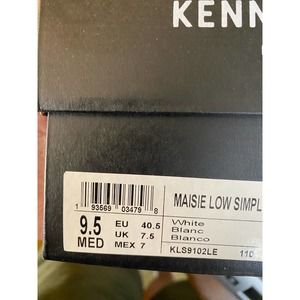 KENN
MAISIE LOW SIMPL
1 93569 03479 8
9.5 EU 40.5
UK 7.5
MED MEX 7
White
Blanc
Blanco
KLS9102LE 110